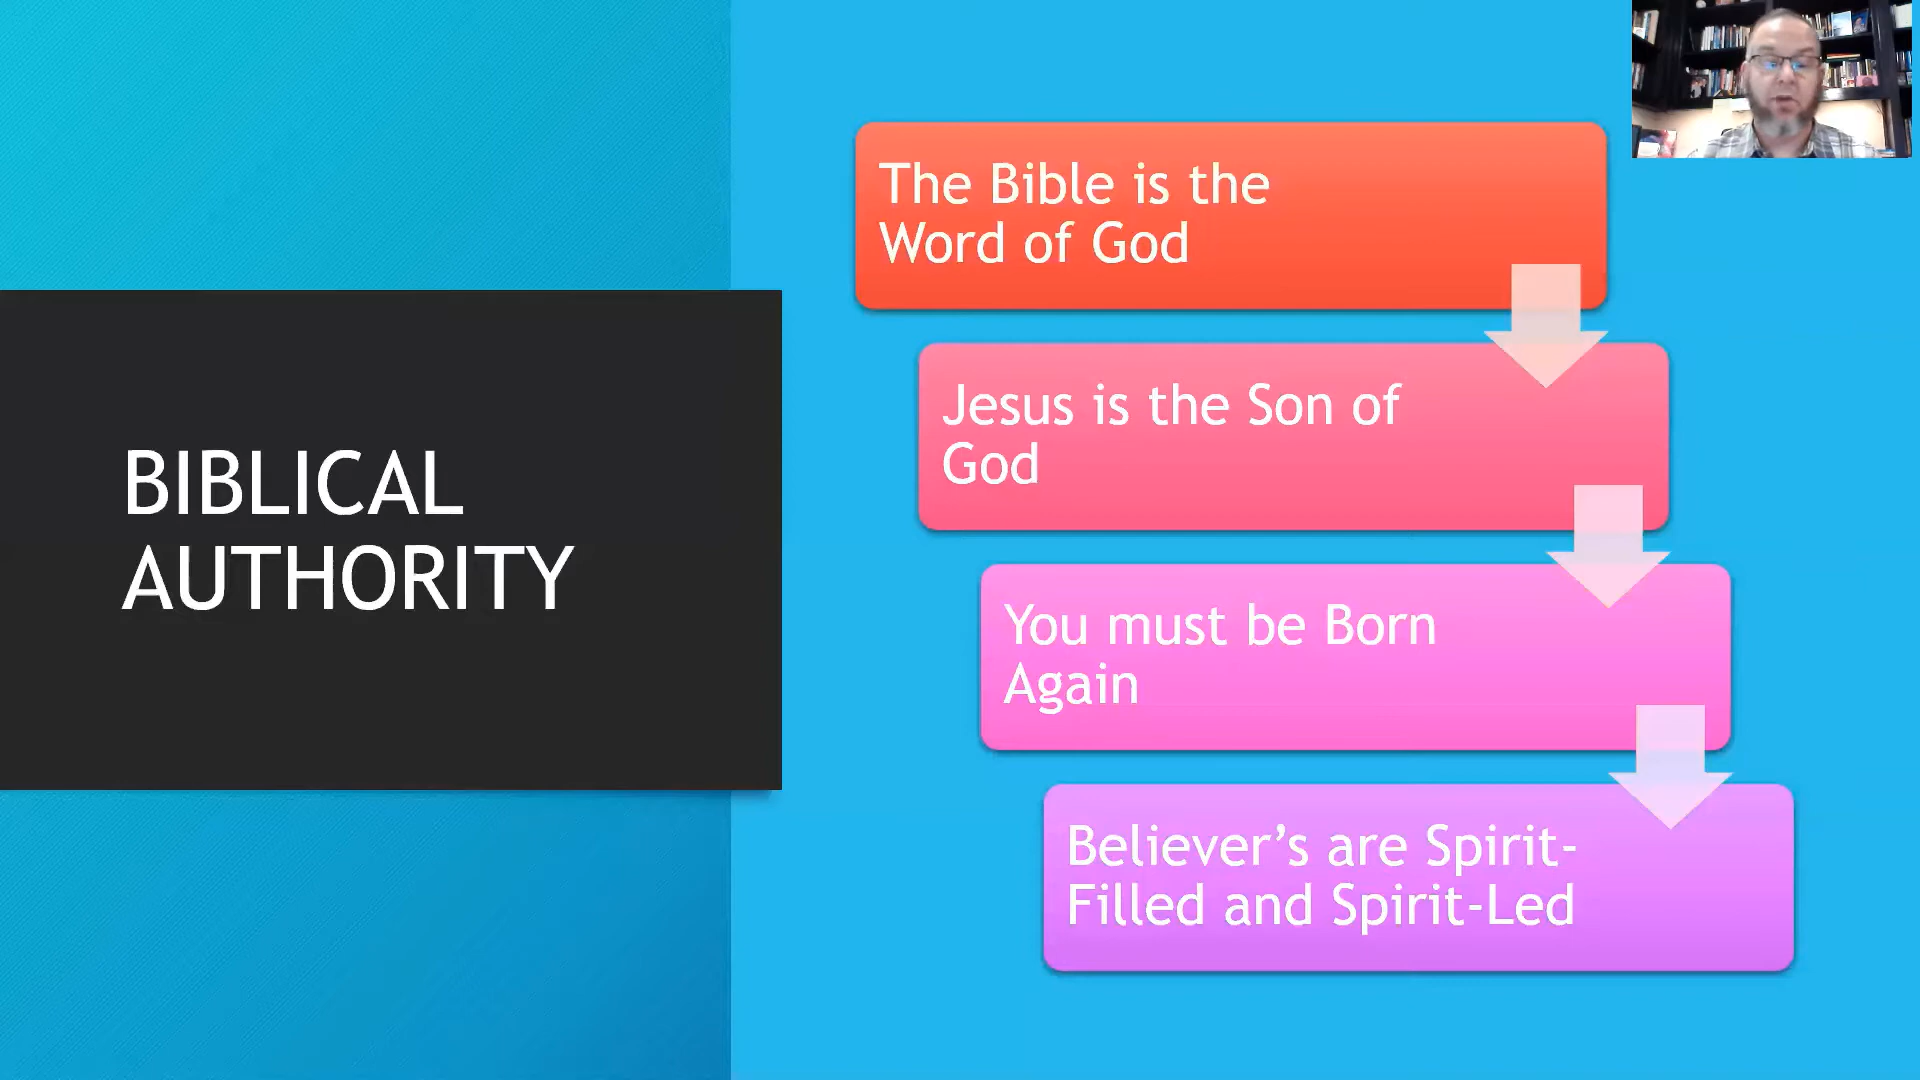 BIBLICAL
AUTHORITY
The Bible is the
Word of God
Jesus is the Son of
God
You must be Born
Again
Believer’s are Spirit-
Filled and Spirit-Led